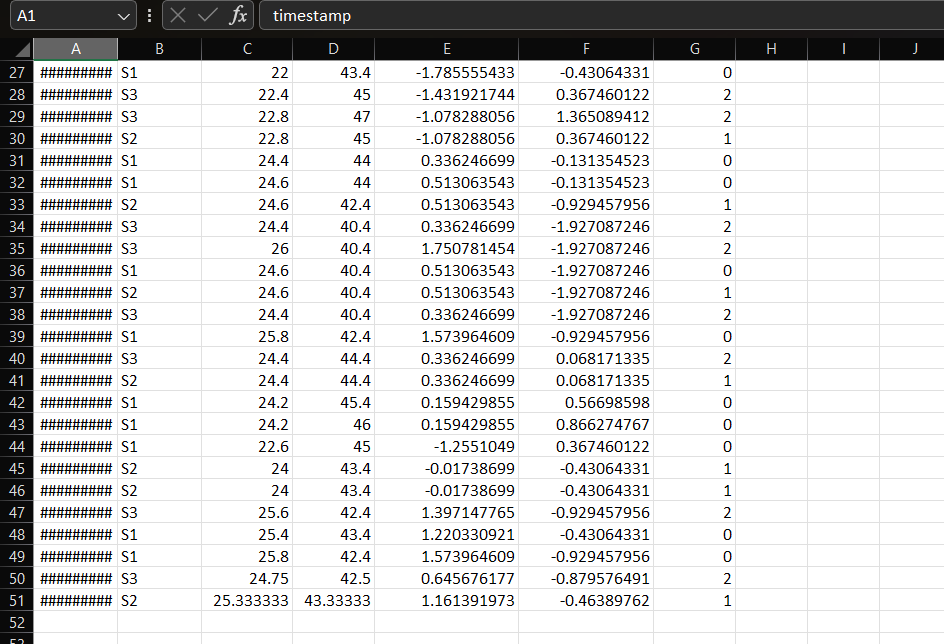 A1 fx timestamp
A B C D E F G H I J
27 ######### S1 22 43.4 -1.785555433 -0.43064331 0
28 ######### S3 22.4 45 -1.431921744 0.367460122 2
29 ######### S3 22.8 47 -1.078288056 1.365089412 2
30 ######### S2 22.8 45 -1.078288056 0.367460122 1
31 ######### S1 24.4 44 0.336246699 -0.131354523 0
32 ######### S1 24.6 44 0.513063543 -0.131354523 0
33 ######### S2 24.6 42.4 0.513063543 -0.929457956 1
34 ######### S3 24.4 40.4 0.336246699 -1.927087246 2
35 ######### S3 26 40.4 1.750781454 -1.927087246 2
36 ######### S1 24.6 40.4 0.513063543 -1.927087246 0
37 ######### S2 24.6 40.4 0.513063543 -1.927087246 1
38 ######### S3 24.4 40.4 0.336246699 -1.927087246 2
39 ######### S1 25.8 42.4 1.573964609 -0.929457956 0
40 ######### S3 24.4 44.4 0.336246699 0.068171335 2
41 ######### S2 24.4 44.4 0.336246699 0.068171335 1
42 ######### S1 24.2 45.4 0.159429855 0.56698598 0
43 ######### S1 24.2 46 0.159429855 0.866274767 0
44 ######### S1 22.6 45 -1.2551049 0.367460122 0
45 ######### S2 24 43.4 -0.01738699 -0.43064331 1
46 ######### S2 24 43.4 -0.01738699 -0.43064331 1
47 ######### S3 25.6 42.4 1.397147765 -0.929457956 2
48 ######### S1 25.4 43.4 1.220330921 -0.43064331 0
49 ######### S1 25.8 42.4 1.573964609 -0.929457956 0
50 ######### S3 24.75 42.5 0.645676177 -0.879576491 2
51 ######### S2 25.333333 43.33333 1.161391973 -0.46389762 1
52